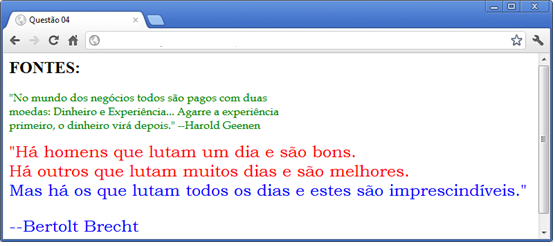 Questão 04
FONTES:
"No mundo dos negócios todos são pagos com duas
moedas: Dinheiro e Experiência... Agarre a experiência
primeiro, o dinheiro virá depois." --Harold Geenen
"Há homens que lutam um dia e são bons.
Há outros que lutam muitos dias e são melhores.
Mas há os que lutam todos os dias e estes são imprescindíveis."
--Bertolt Brecht